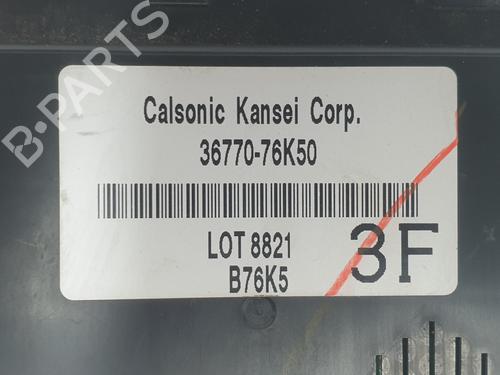 B-PARTS
Calsonic Kansei Corp.
36770-76K50
LOT 8821
B76K5
3F